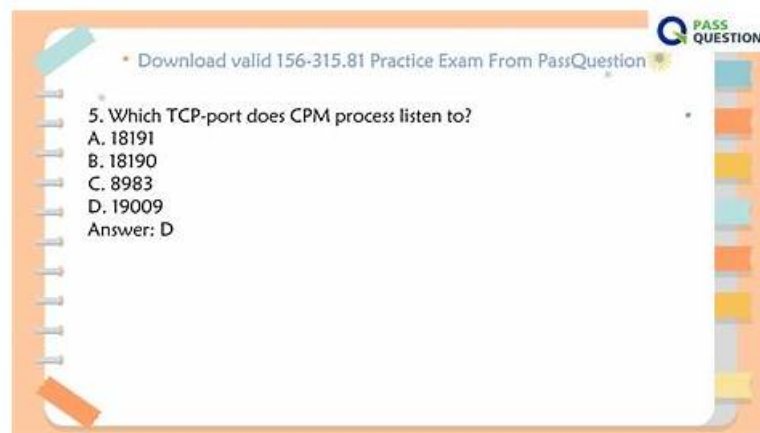 PASS
QUESTION
• Download valid 156-315.81 Practice Exam From PassQuestion
5. Which TCP-port does CPM process listen to?
A. 18191
B. 18190
C. 8983
D. 19009
Answer: D